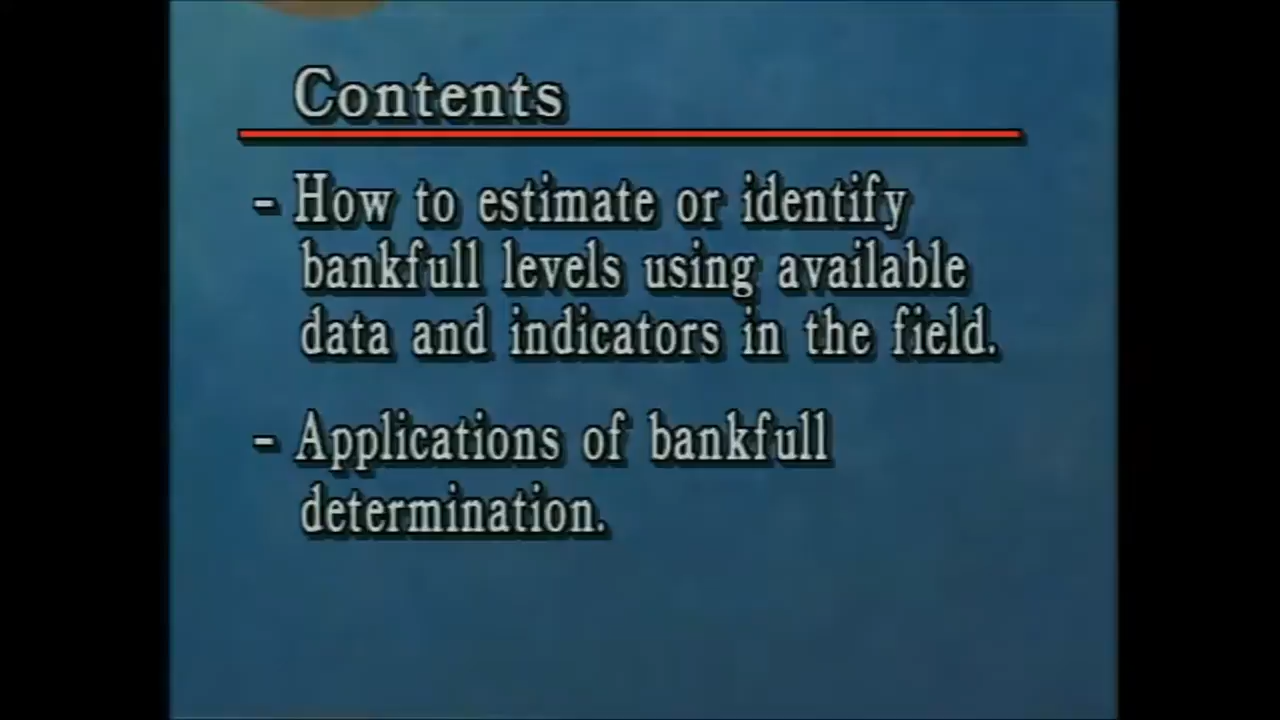 Contents
- How to estimate or identify
bankfull levels using available
data and indicators in the field.
- Applications of bankfull
determination.